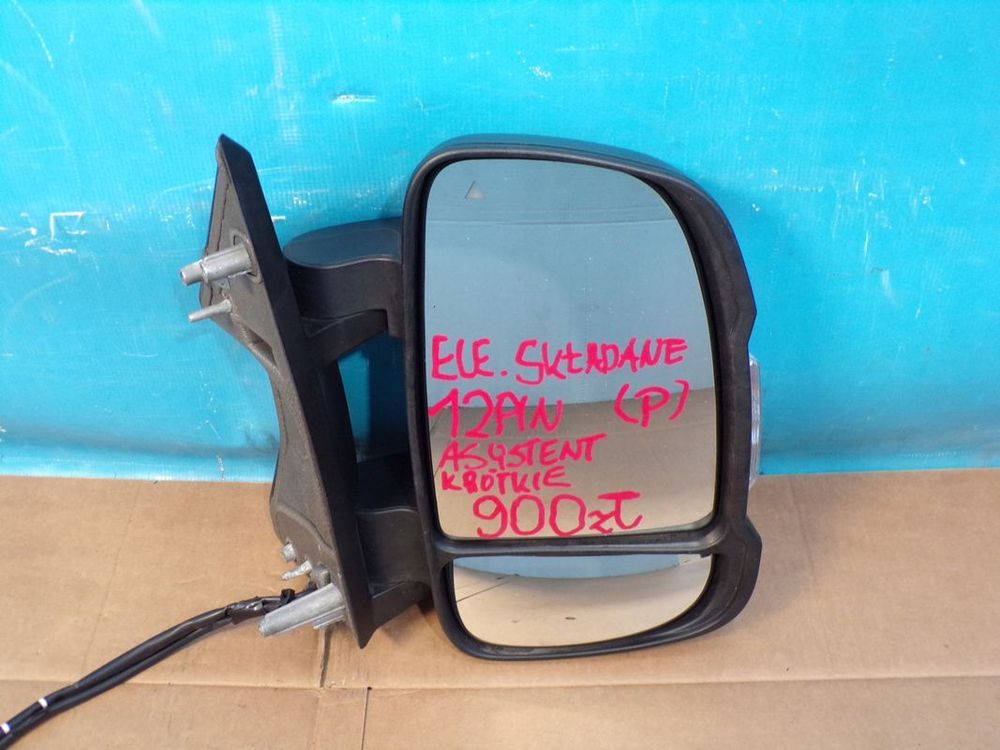 ELE. SKŁADANE
12PIN (P)
ASYSTENT
KRÓTKIE
900zł